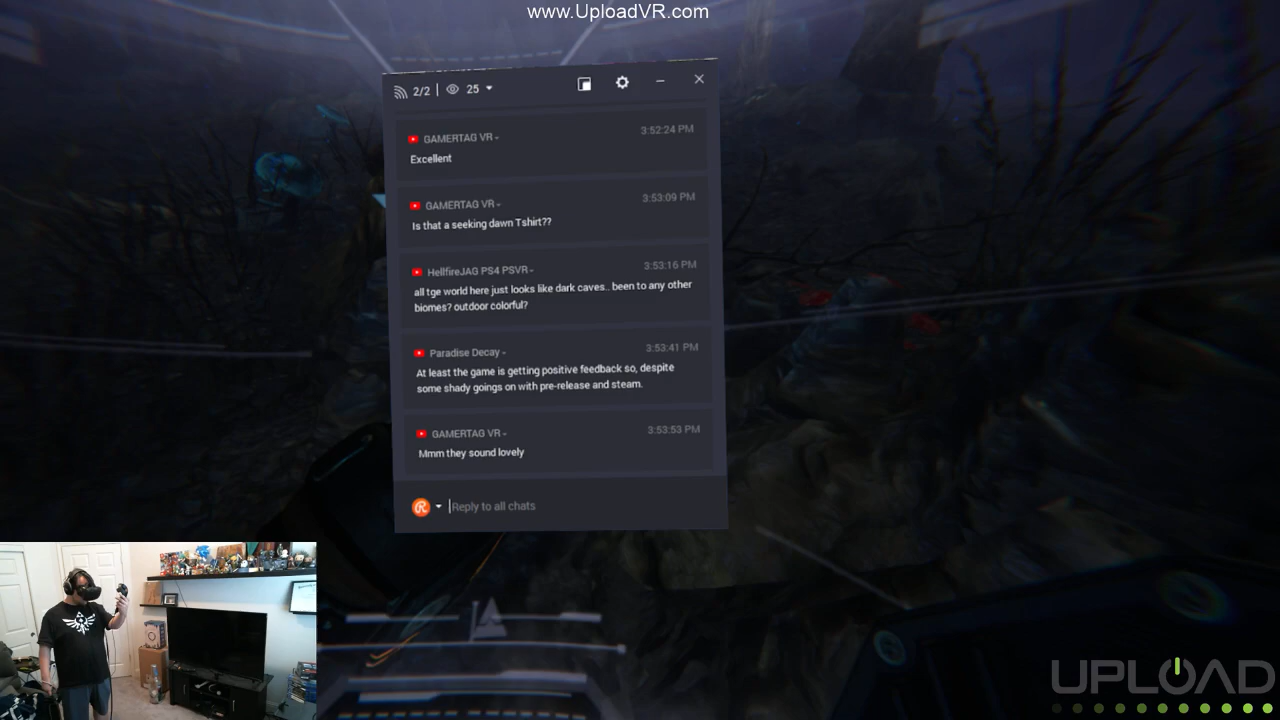 www.UploadVR.com
2/2 | 25
GAMERTAG VR
3:52:24 PM
Excellent
GAMERTAG VR
3:53:09 PM
Is that a seeking dawn Tshirt??
HellfireJAG PS4 PSVR
3:53:16 PM
all tge world here just looks like dark caves.. been to any other
biomes? outdoor colorful?
Paradise Decay
3:53:41 PM
At least the game is getting positive feedback so, despite
some shady goings on with pre-release and steam.
GAMERTAG VR
3:53:53 PM
Mmm they sound lovely
Reply to all chats
UPLOAD